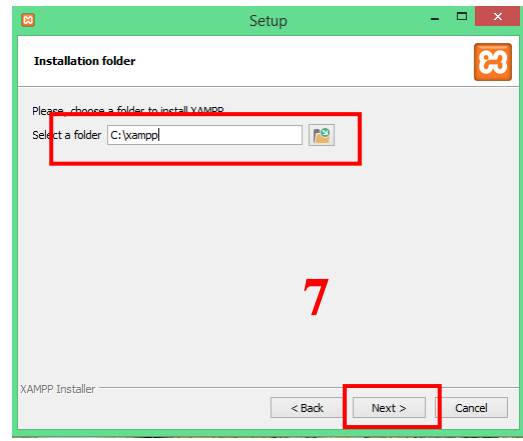 Setup
Installation folder
Please, choose a folder to install XAMPP
Select a folder C:\xampp
7
XAMPP Installer
< Back Next > Cancel